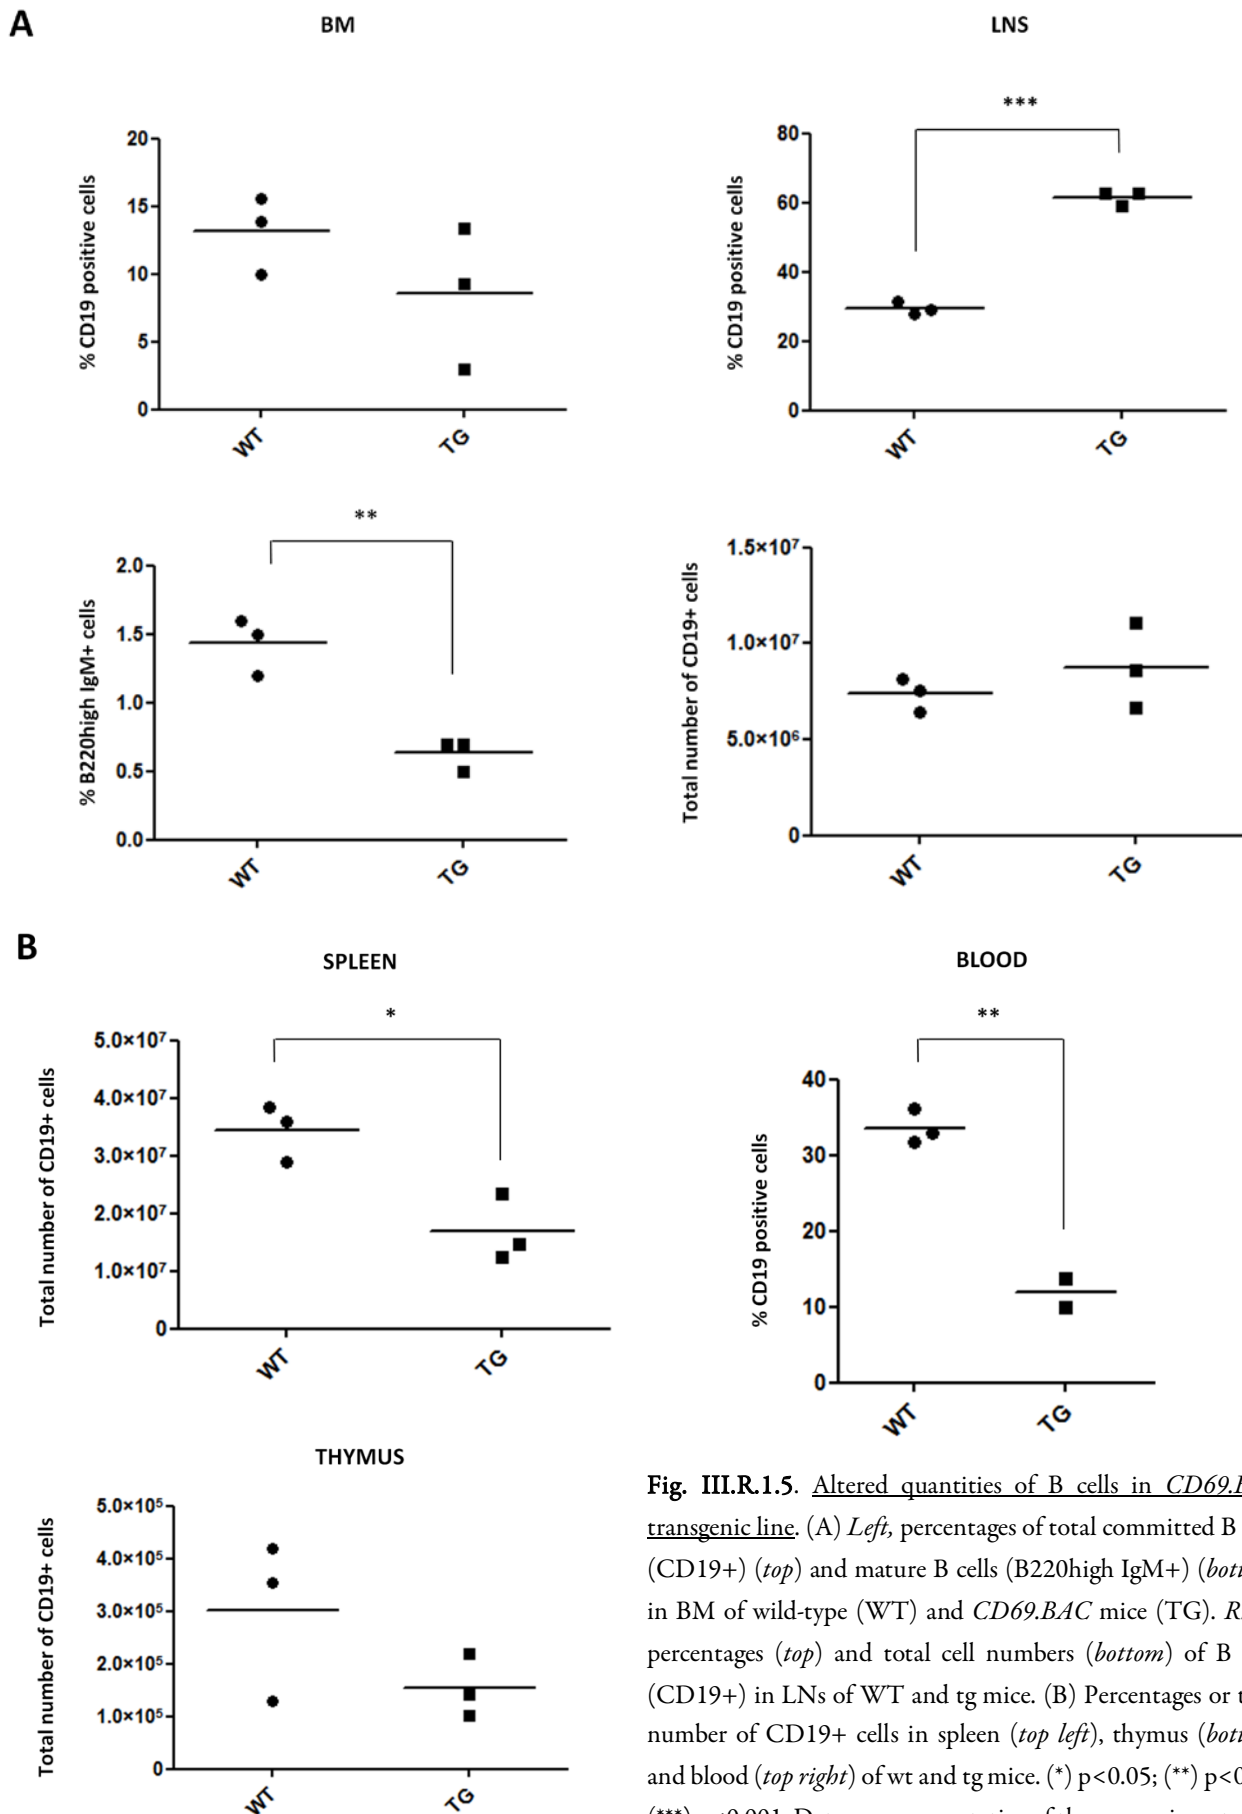 A
BM
LNS
***
20
15
10
5
0
% CD19 positive cells
WT
TG
80
60
40
20
0
% CD19 positive cells
WT
TG
**
2.0
1.5
1.0
0.5
0.0
% B220high IgM+ cells
WT
TG
1.5×10⁷
1.0×10⁷
5.0×10⁶
0
Total number of CD19+ cells
WT
TG
B
SPLEEN
*
5.0×10⁷
4.0×10⁷
3.0×10⁷
2.0×10⁷
1.0×10⁷
0
Total number of CD19+ cells
WT
TG
BLOOD
**
40
30
20
10
0
% CD19 positive cells
WT
TG
THYMUS
5.0×10⁵
4.0×10⁵
3.0×10⁵
2.0×10⁵
1.0×10⁵
0
Total number of CD19+ cells
WT
TG
Fig. III.R.1.5. Altered quantities of B cells in
transgenic line. (A) Left, percentages of total committed B
(CD19+) (top) and mature B cells (B220high IgM+)
in BM of wild-type (WT) and CD69.BAC mice (TG).
percentages (top) and total cell numbers (bottom) of B
(CD19+) in LNs of WT and tg mice. (B) Percentages or
number of CD19+ cells in spleen (top left), thymus
and blood (top right) of wt and tg mice. (*) p<0.05; (**)